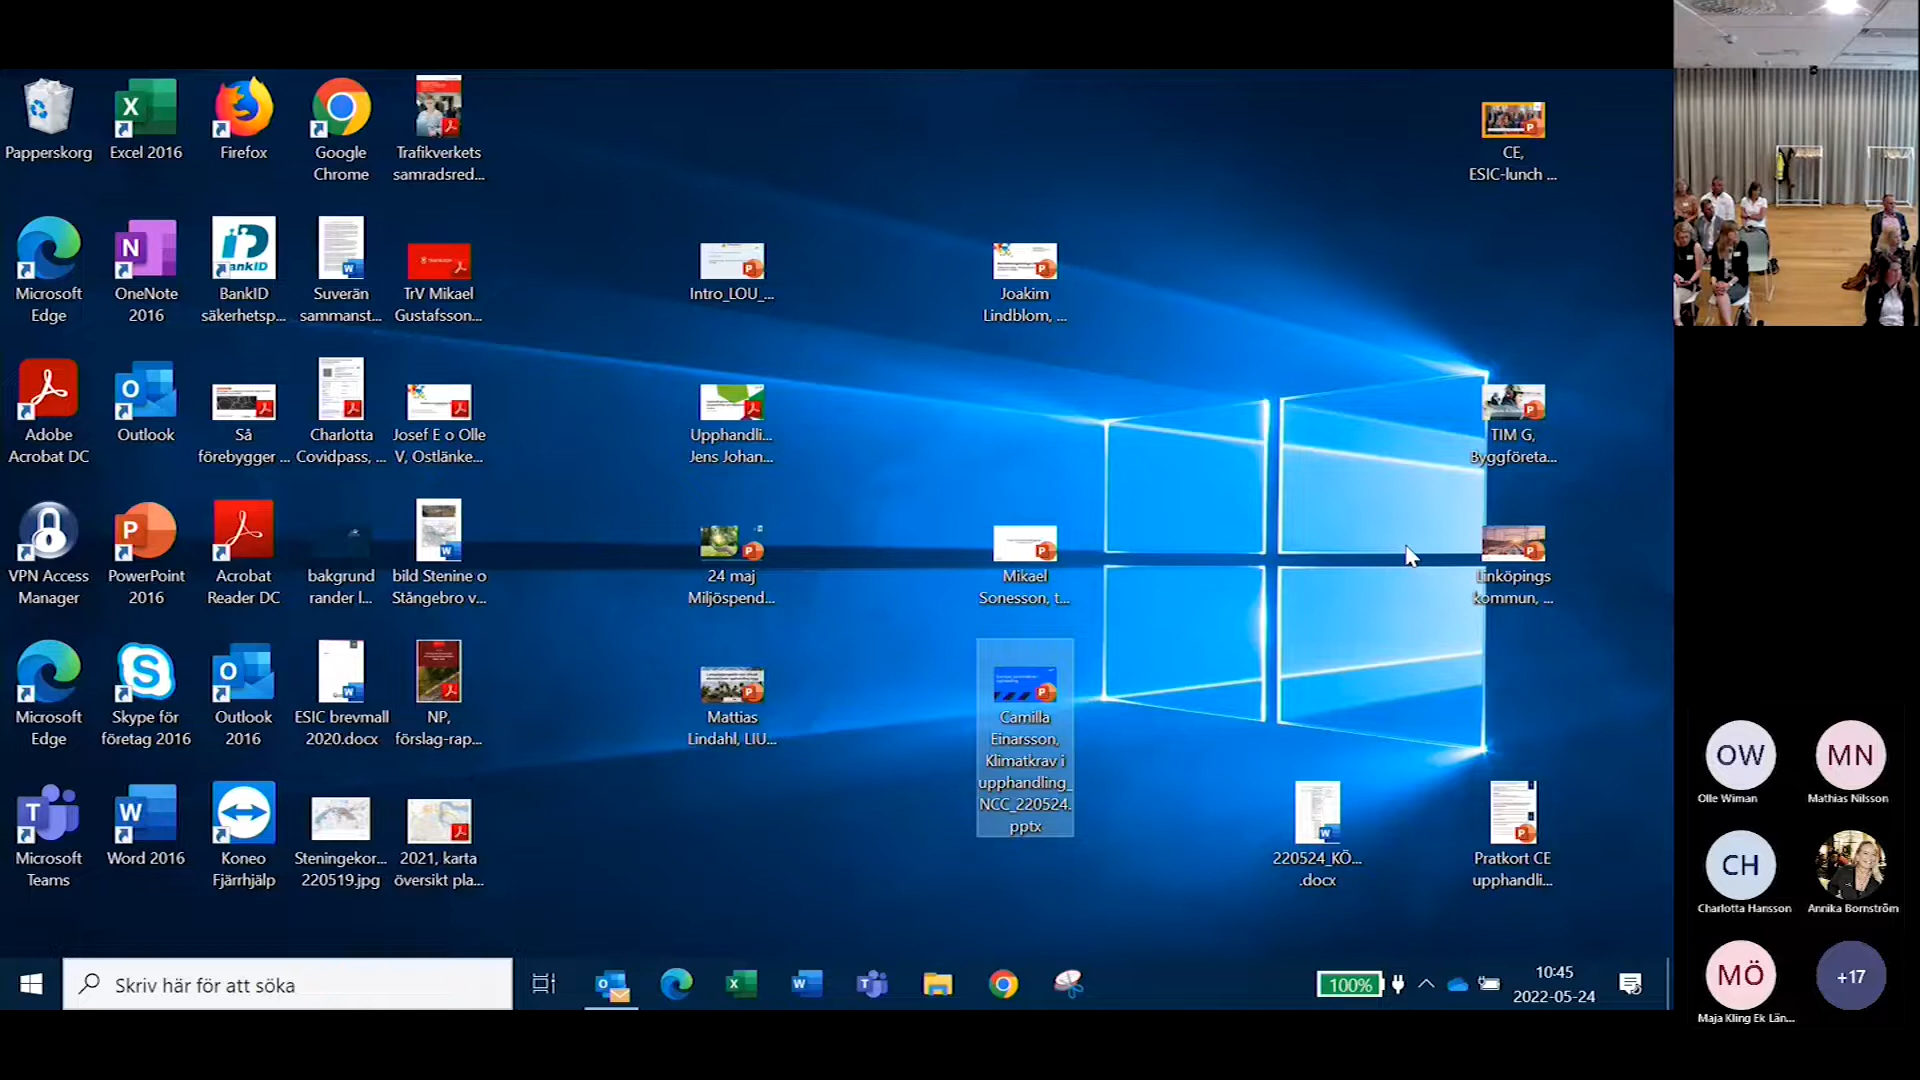 Papperskorg
Excel 2016
Firefox
Google
Chrome
Trafikverkets
samradsred...
CE,
ESIC-lunch ...
Microsoft
Edge
OneNote
2016
BankID
säkerhetsp...
Suverän
sammanst...
TrV Mikael
Gustafsson...
Intro_LOU_...
Joakim
Lindblom, ...
Adobe
Acrobat DC
Outlook
Så
förebygger ...
Charlotta
Covidpass, ...
Josef E o Olle
V, Ostlänke...
Upphandli...
Jens Johan...
TIM G,
Byggföreta...
VPN Access
Manager
PowerPoint
2016
Acrobat
Reader DC
bakgrund
rander l...
bild Stenine o
Stångebro v...
24 maj
Miljöspend...
Mikael
Sonesson, t...
Linköpings
kommun, ...
Microsoft
Edge
Skype för
företag 2016
Outlook
2016
ESIC brevmall
2020.docx
NP,
förslag-rap...
Mattias
Lindahl, LIU...
Camilla
Einarsson,
Klimatkrav i
upphandling_
NCC_220524.
pptx
Microsoft
Teams
Word 2016
Koneo
Fjärrhjälp
Steningekor...
220519.jpg
2021, karta
översikt pla...
220524_KÖ...
.docx
Pratkort CE
upphandli...
Skriv här för att söka
100%
10:45
2022-05-24
OW
Olle Wiman
MN
Mathias Nilsson
CH
Charlotta Hansson
Annika Bornström
MÖ
Maja Kling Ek Län...
+17